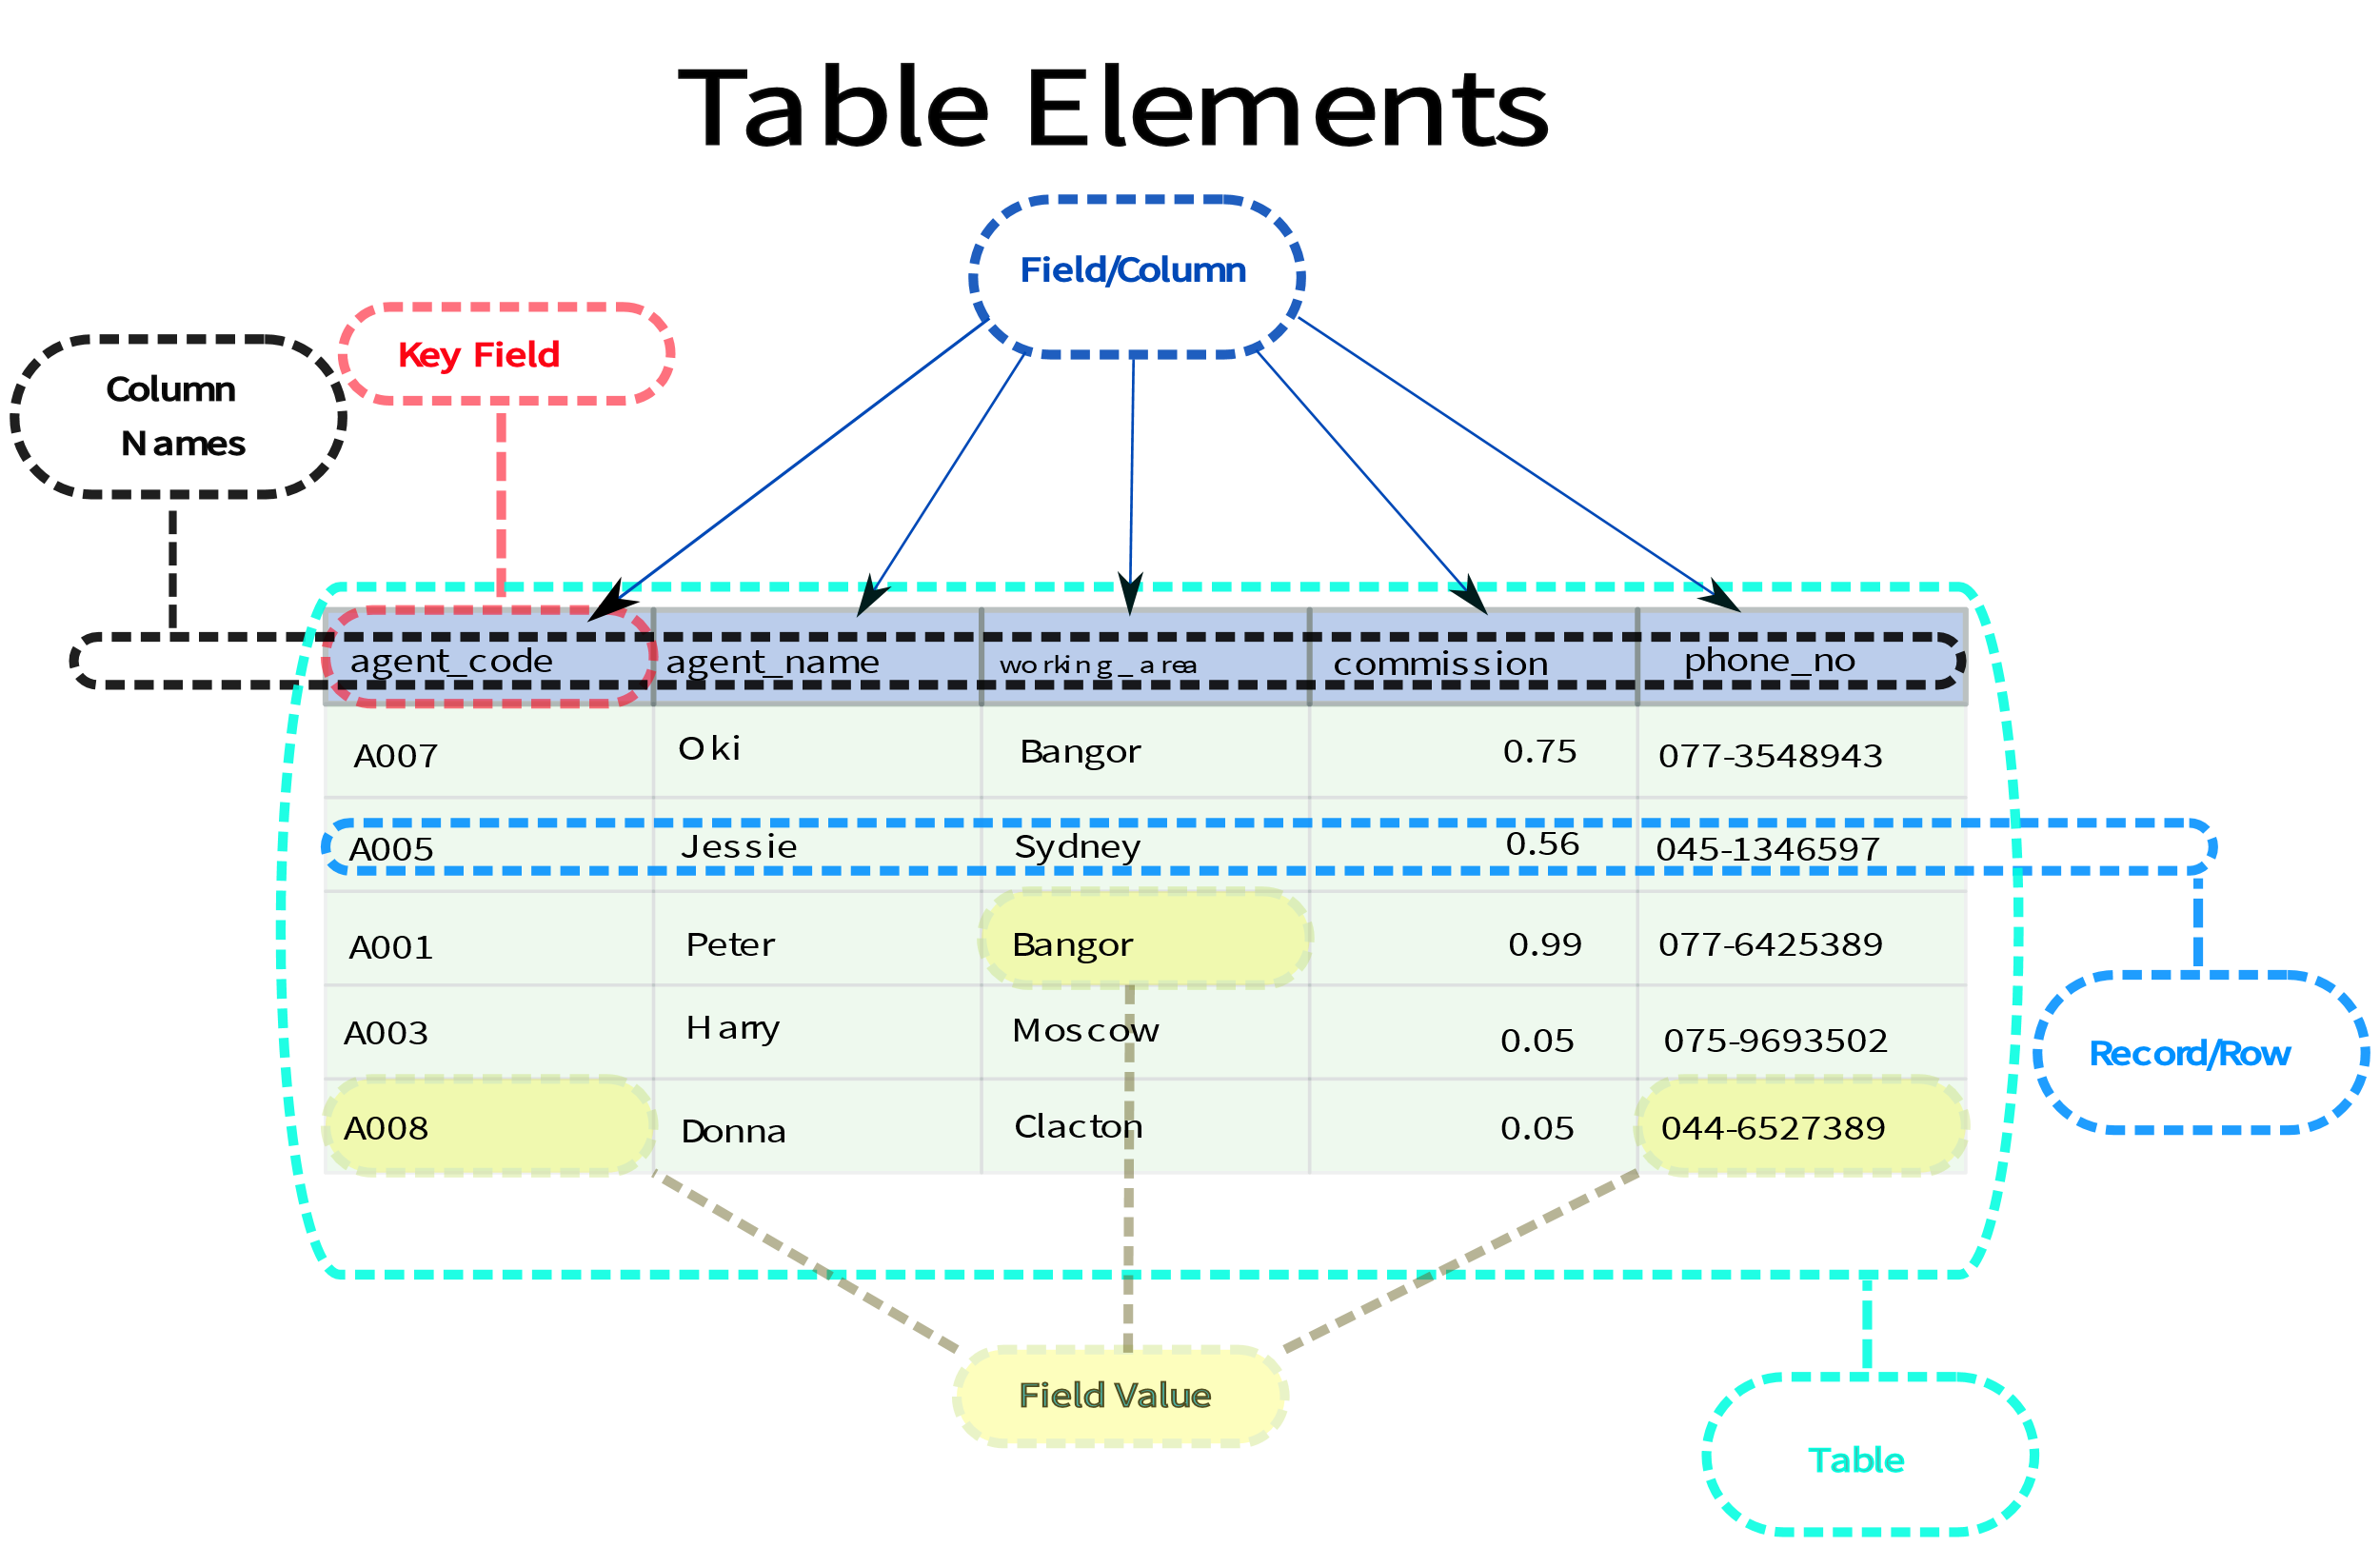 Table Elements
Field/Column
Key Field
Column
Names
agent_code agent_name working_area commission phone_no
A007 Oki Bangor 0.75 077-3548943
A005 Jessie Sydney 0.56 045-1346597
A001 Peter Bangor 0.99 077-6425389
A003 Harry Moscow 0.05 075-9693502
Record/Row
A008 Donna Clacton 0.05 044-6527389
Field Value
Table